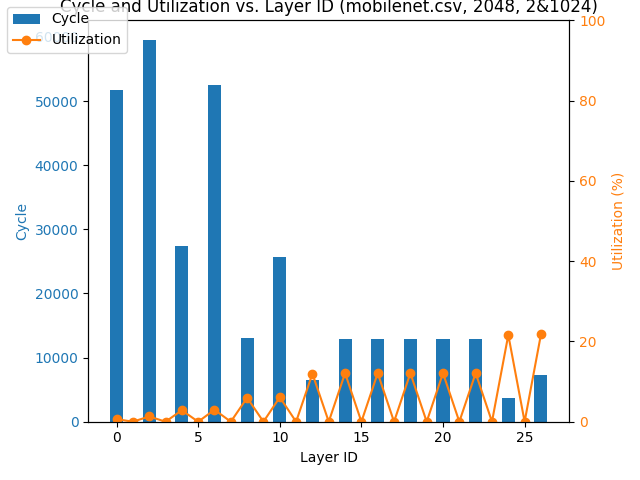 Cycle and Utilization vs. Layer ID (mobilenet.csv, 2048, 2&1024)
Cycle
Utilization
60000
50000
40000
30000
20000
10000
0
Cycle
100
80
60
40
20
0
Utilization (%)
0 5 10 15 20 25
Layer ID